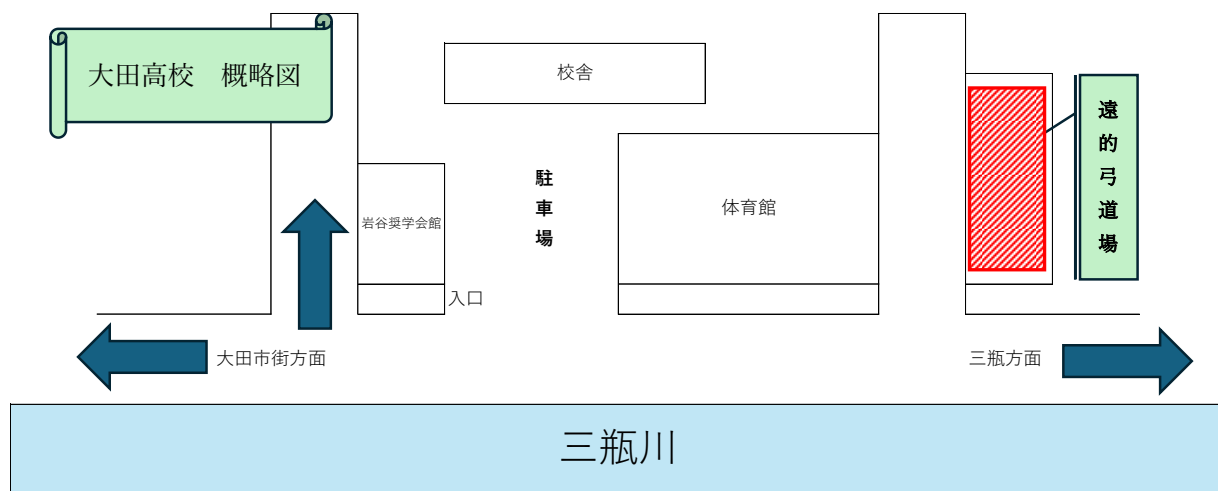 大田高校　概略図
校舎
遠的弓道場
駐車場
体育館
岩谷奨学会館
入口
大田市街方面
三瓶方面
三瓶川